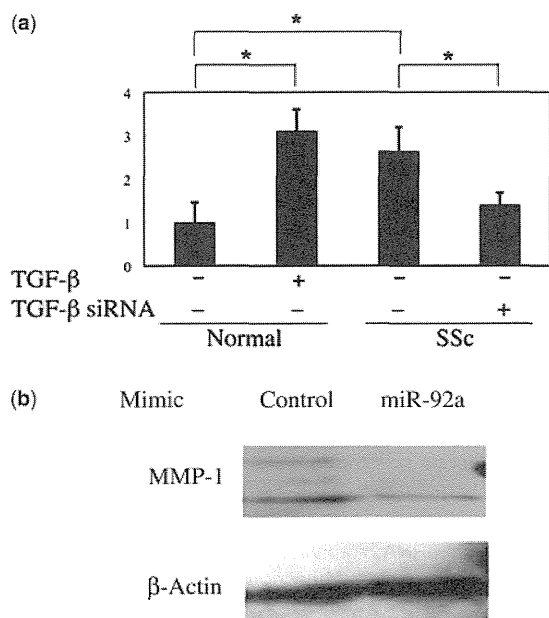 (a)
*
* *
4
3
2
1
0
TGF-β – + – –
TGF-β siRNA – – – +
Normal SSc
(b) Mimic Control miR-92a
MMP-1
β-Actin